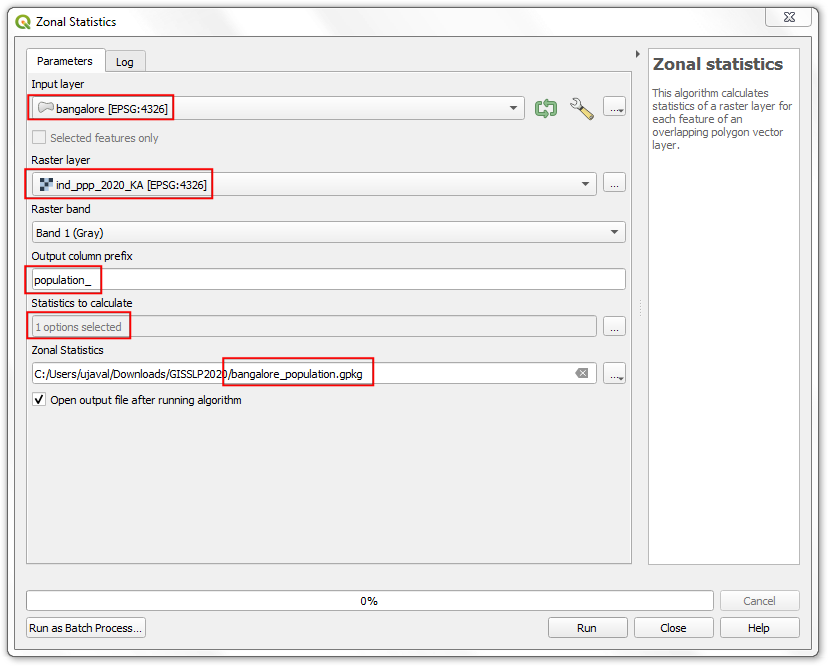 Zonal Statistics
Parameters
Log
Input layer
bangalore [EPSG:4326]
...
Selected features only
Raster layer
ind_ppp_2020_KA [EPSG:4326]
...
Raster band
Band 1 (Gray)
Output column prefix
population_
Statistics to calculate
1 options selected
...
Zonal Statistics
C:/Users/ujaval/Downloads/GISSLP2020/bangalore_population.gpkg
...
Open output file after running algorithm
Zonal statistics
This algorithm calculates
statistics of a raster layer for
each feature of an
overlapping polygon vector
layer.
0%
Cancel
Run as Batch Process...
Run
Close
Help